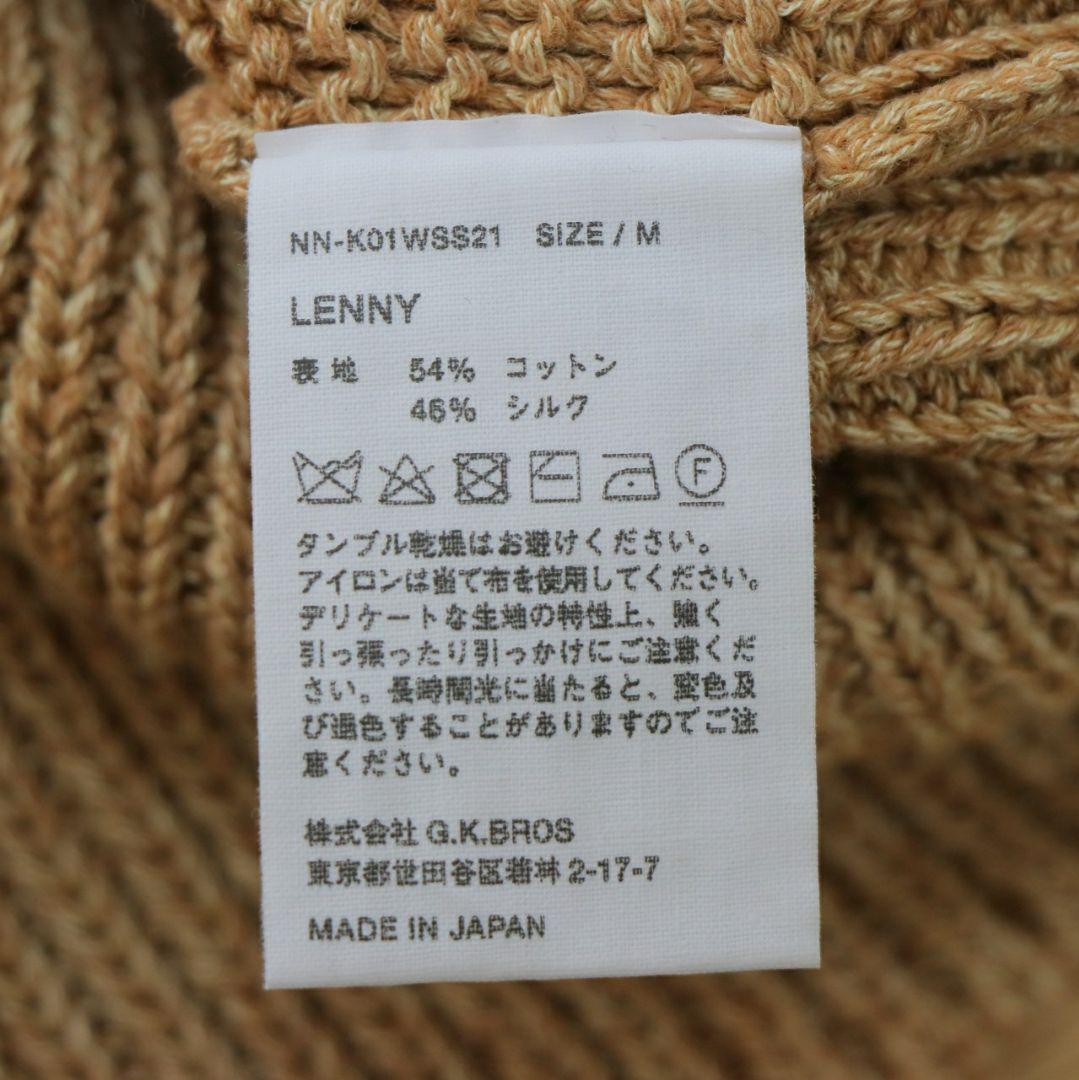 NN-K01WSS21 SIZE / M
LENNY
表地 54% コットン
46% シルク
F
タンブル乾燥はお避けください。
アイロンは当て布を使用してください。
デリケートな生地の特性上、強く
引っ張ったり引っかけにご注意くだ
さい。長時間光に当たると、変色及
び退色することがありますのでご注
意ください。
株式会社 G.K.BROS
東京都世田谷区若林 2-17-7
MADE IN JAPAN